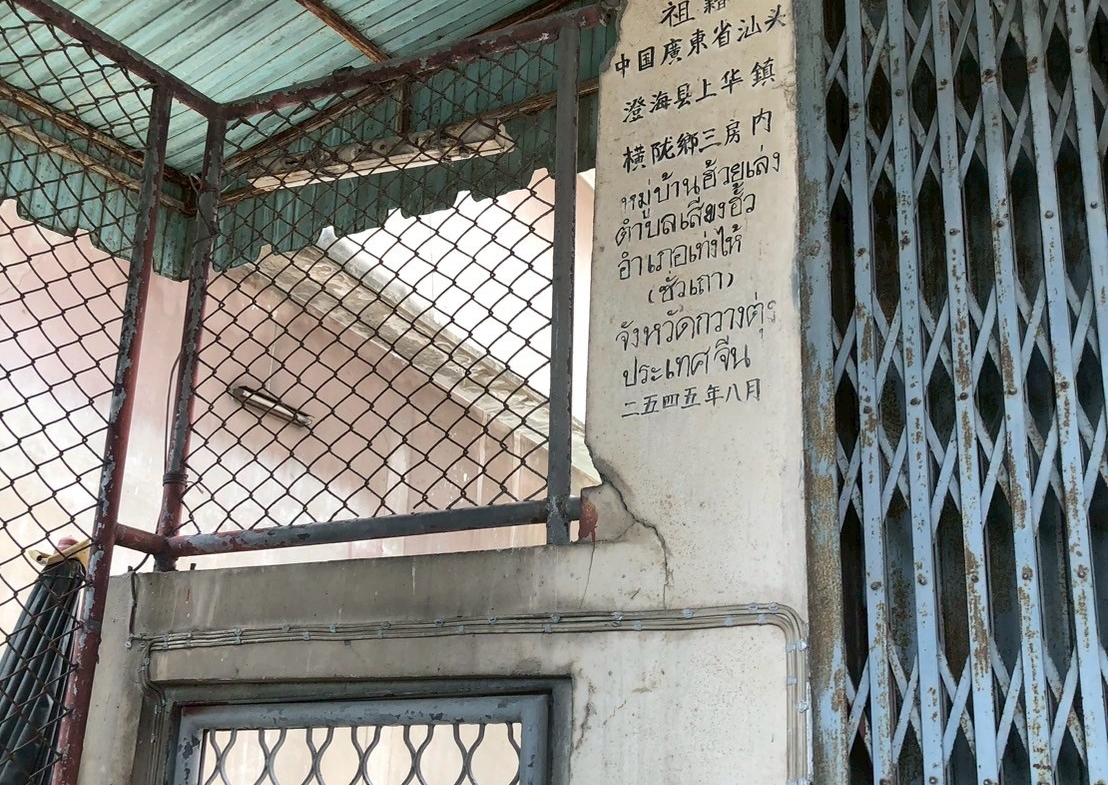 祖籍
中国廣東省汕头
澄海县上华鎮
横陇鄉三房内
หมู่บ้านฮ้วยเล่ง
ตำบลเสียงฮั้ว
อำเภอเท่งไห้
(ซัวเถา)
จังหวัดกวางตุ้ง
ประเทศจีน
二五四五年八月